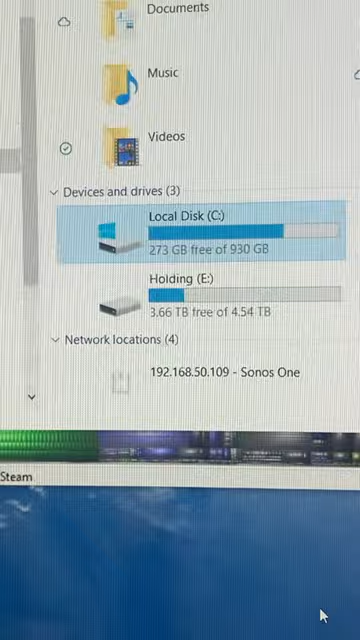 Documents
Music
Videos
Devices and drives (3)
Local Disk (C:)
273 GB free of 930 GB
Holding (E:)
3.66 TB free of 4.54 TB
Network locations (4)
192.168.50.109 - Sonos One
Steam